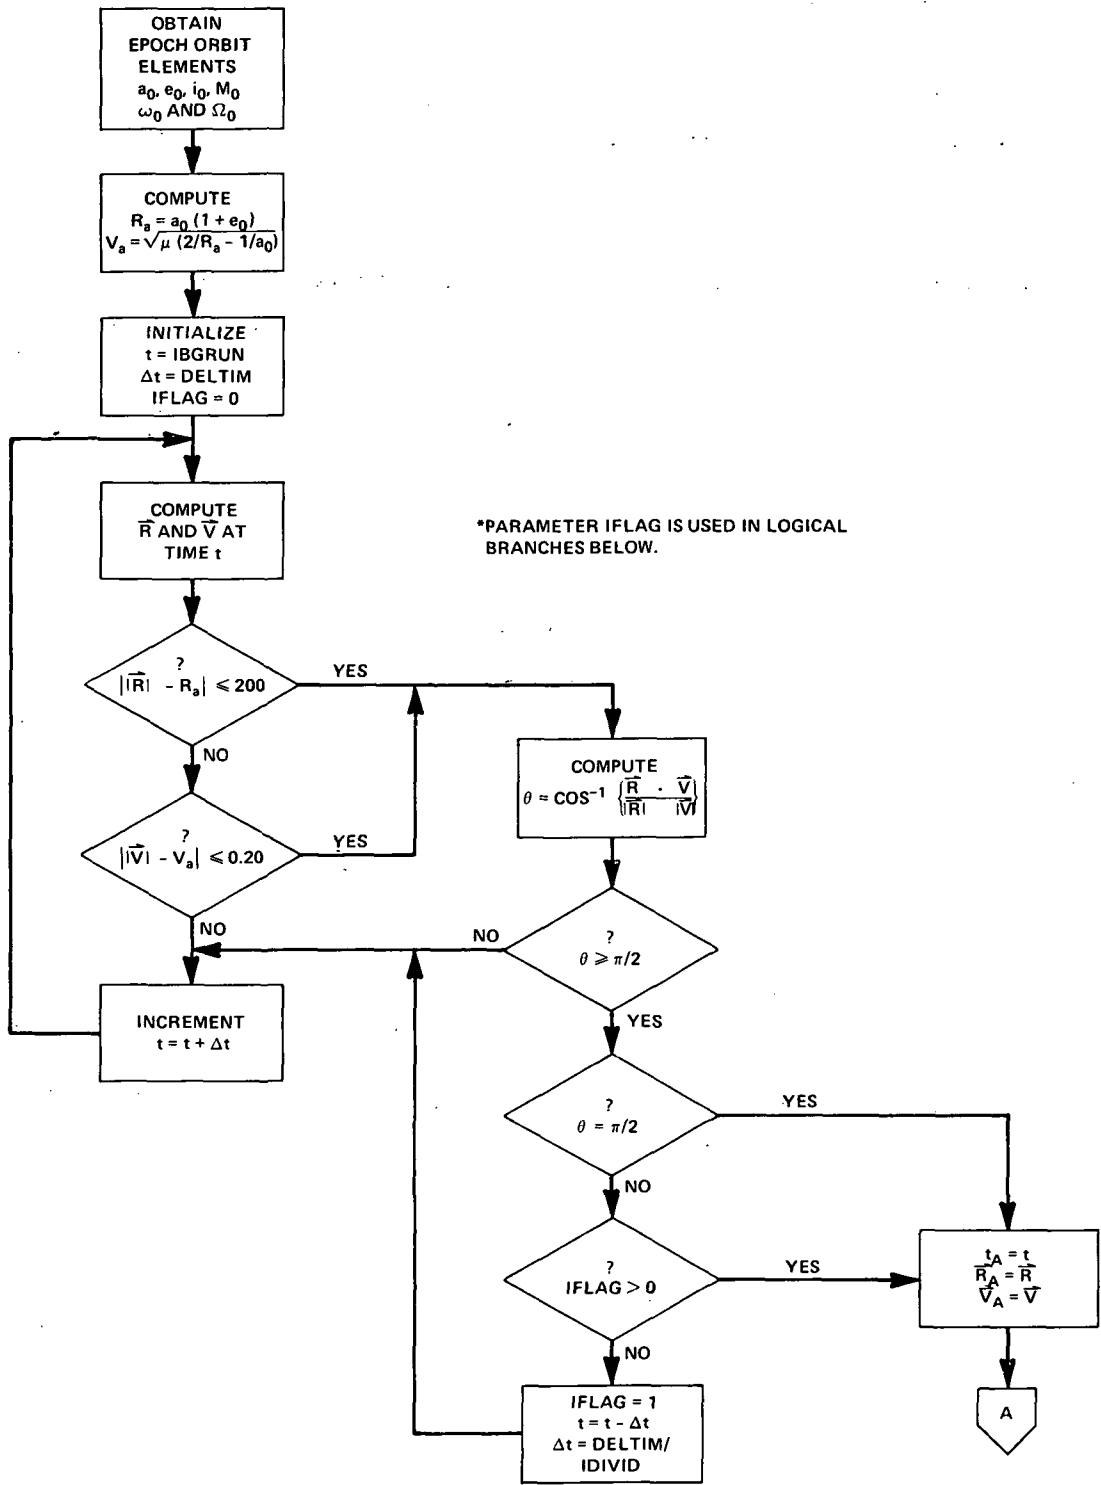 OBTAIN
EPOCH ORBIT
ELEMENTS
a₀, e₀, i₀, M₀
ω₀ AND Ω₀
COMPUTE
Rₐ = a₀ (1 + e₀)
Vₐ = √μ (2/Rₐ - 1/a₀)
INITIALIZE
t = IBGRUN
Δt = DELTIM
IFLAG = 0
COMPUTE
R⃗ AND V⃗ AT
TIME t
*PARAMETER IFLAG IS USED IN LOGICAL
BRANCHES BELOW.
?
||R⃗| - Rₐ| ⩽ 200
YES
NO
?
||V⃗| - Vₐ| ⩽ 0.20
YES
NO
INCREMENT
t = t + Δt
COMPUTE
θ = COS⁻¹ {R⃗ · V⃗ / |R⃗| |V⃗|}
?
θ ⩾ π/2
NO
YES
?
θ = π/2
YES
NO
?
IFLAG > 0
YES
NO
IFLAG = 1
t = t - Δt
Δt = DELTIM/
IDIVID
t_A = t
R⃗_A = R⃗
V⃗_A = V⃗
A